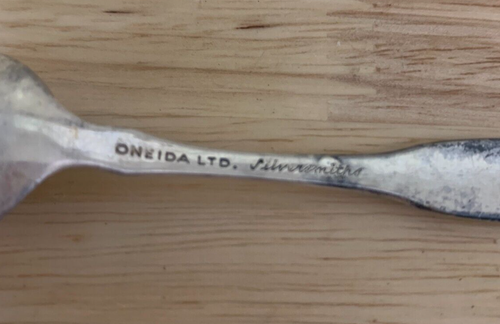 ONEIDA LTD. Silversmiths